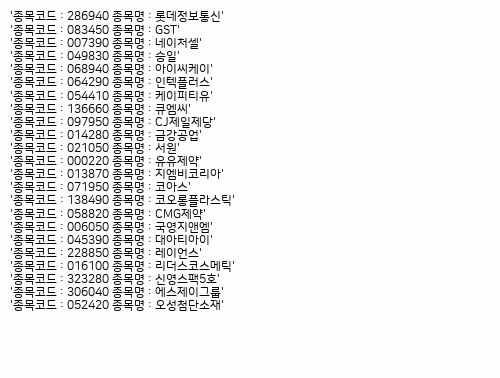 '종목코드 : 286940 종목명 : 롯데정보통신'
'종목코드 : 083450 종목명 : GST'
'종목코드 : 007390 종목명 : 네이처셀'
'종목코드 : 049830 종목명 : 승일'
'종목코드 : 068940 종목명 : 아이씨케이'
'종목코드 : 064290 종목명 : 인텍플러스'
'종목코드 : 054410 종목명 : 케이피티유'
'종목코드 : 136660 종목명 : 큐엠씨'
'종목코드 : 097950 종목명 : CJ제일제당'
'종목코드 : 014280 종목명 : 금강공업'
'종목코드 : 021050 종목명 : 서원'
'종목코드 : 000220 종목명 : 유유제약'
'종목코드 : 013870 종목명 : 지엠비코리아'
'종목코드 : 071950 종목명 : 코아스'
'종목코드 : 138490 종목명 : 코오롱플라스틱'
'종목코드 : 058820 종목명 : CMG제약'
'종목코드 : 006050 종목명 : 국영지앤엠'
'종목코드 : 045390 종목명 : 대아티아이'
'종목코드 : 228850 종목명 : 레이언스'
'종목코드 : 016100 종목명 : 리더스코스메틱'
'종목코드 : 323280 종목명 : 신영스팩5호'
'종목코드 : 306040 종목명 : 에스제이그룹'
'종목코드 : 052420 종목명 : 오성첨단소재'